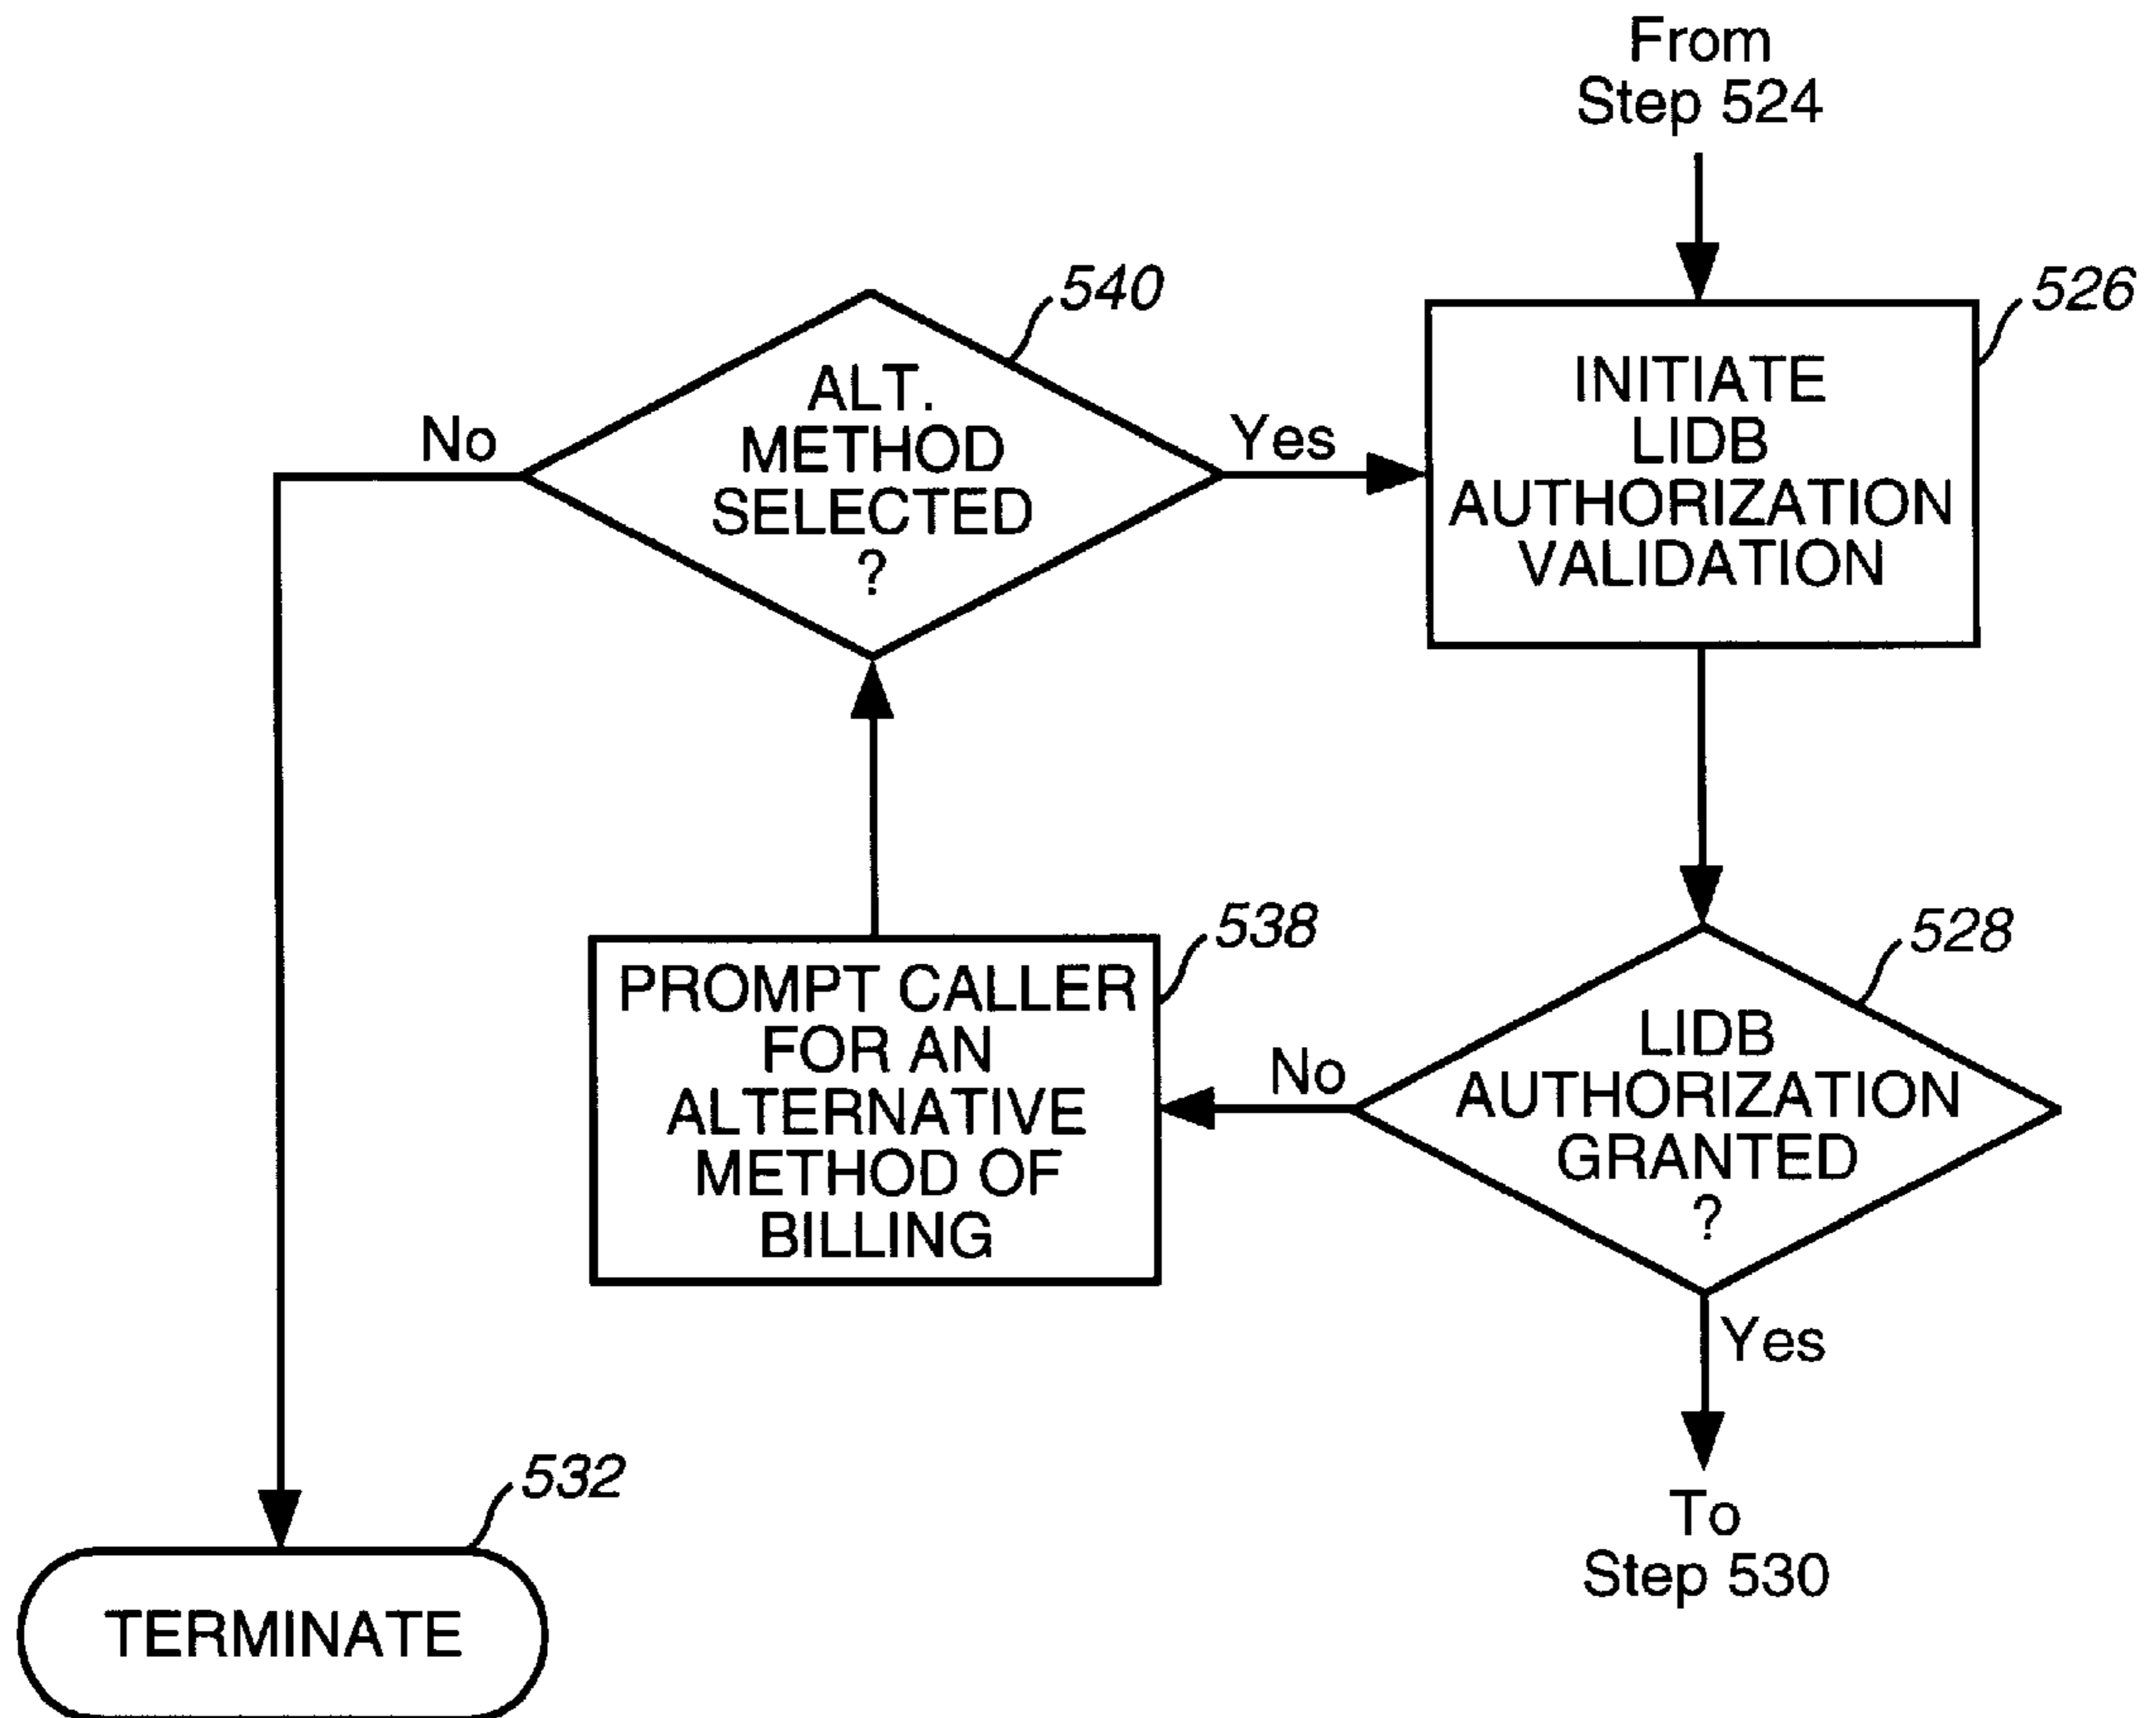 From
Step 524
526
INITIATE
LIDB
AUTHORIZATION
VALIDATION
540
ALT.
METHOD
SELECTED
?
No
Yes
528
LIDB
AUTHORIZATION
GRANTED
?
No
Yes
538
PROMPT CALLER
FOR AN
ALTERNATIVE
METHOD OF
BILLING
532
TERMINATE
To
Step 530